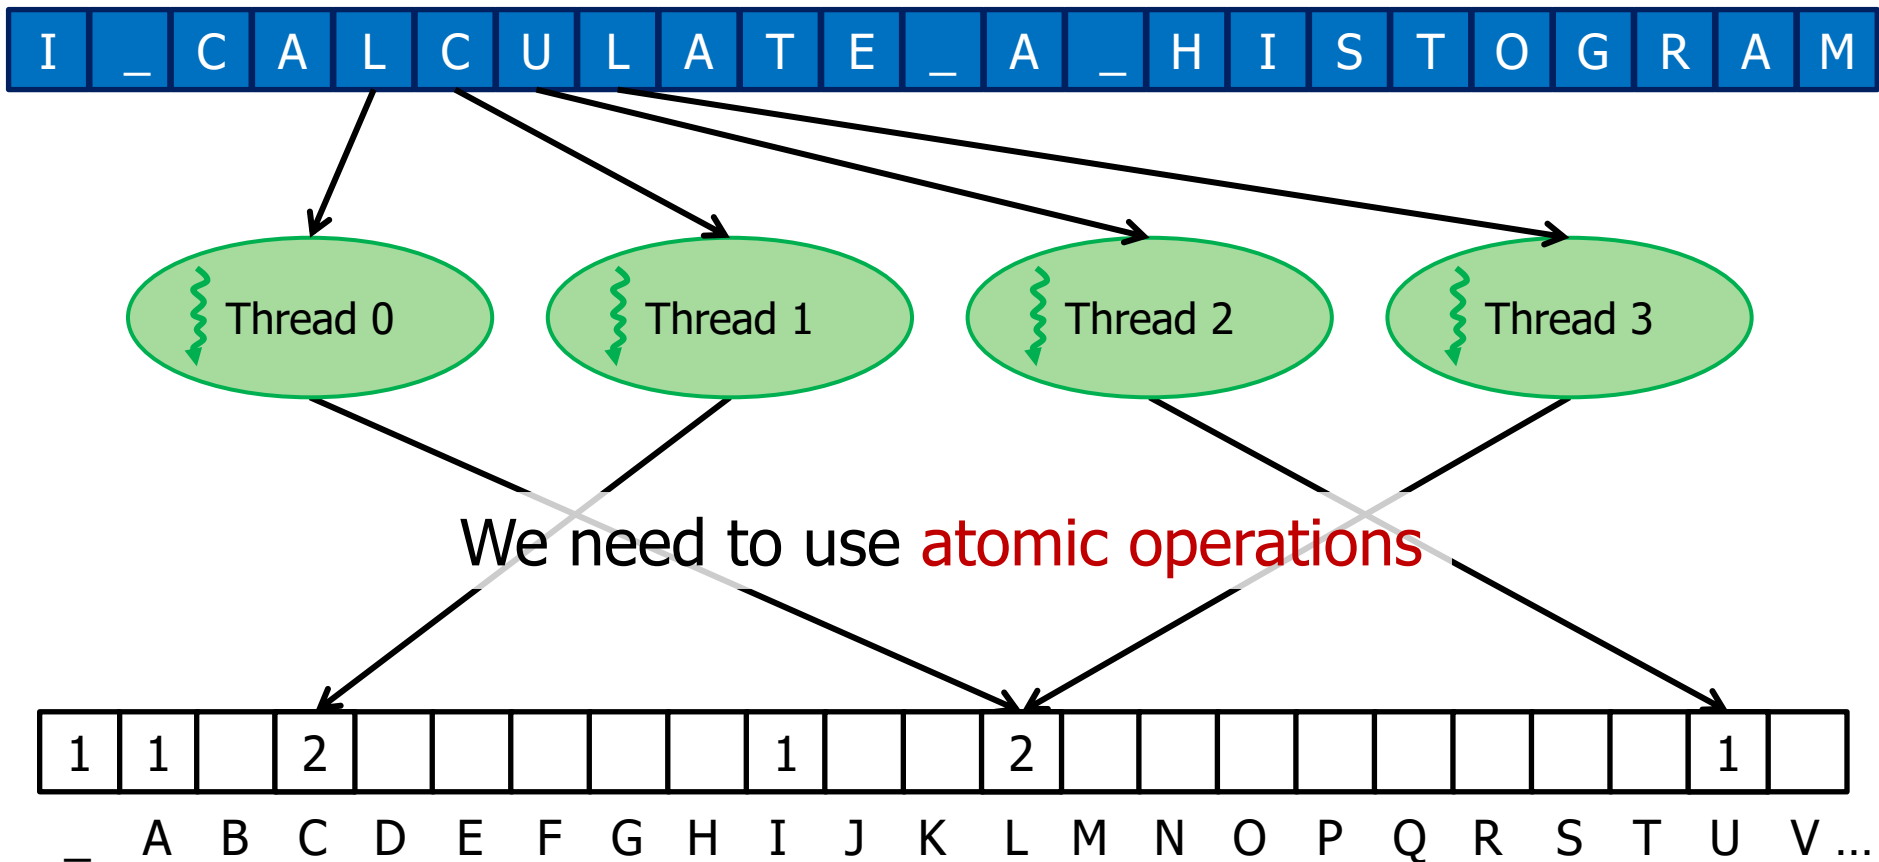 I _ C A L C U L A T E _ A _ H I S T O G R A M
Thread 0 Thread 1 Thread 2 Thread 3
We need to use atomic operations
1 1 2 1 2 1
_ A B C D E F G H I J K L M N O P Q R S T U V ...